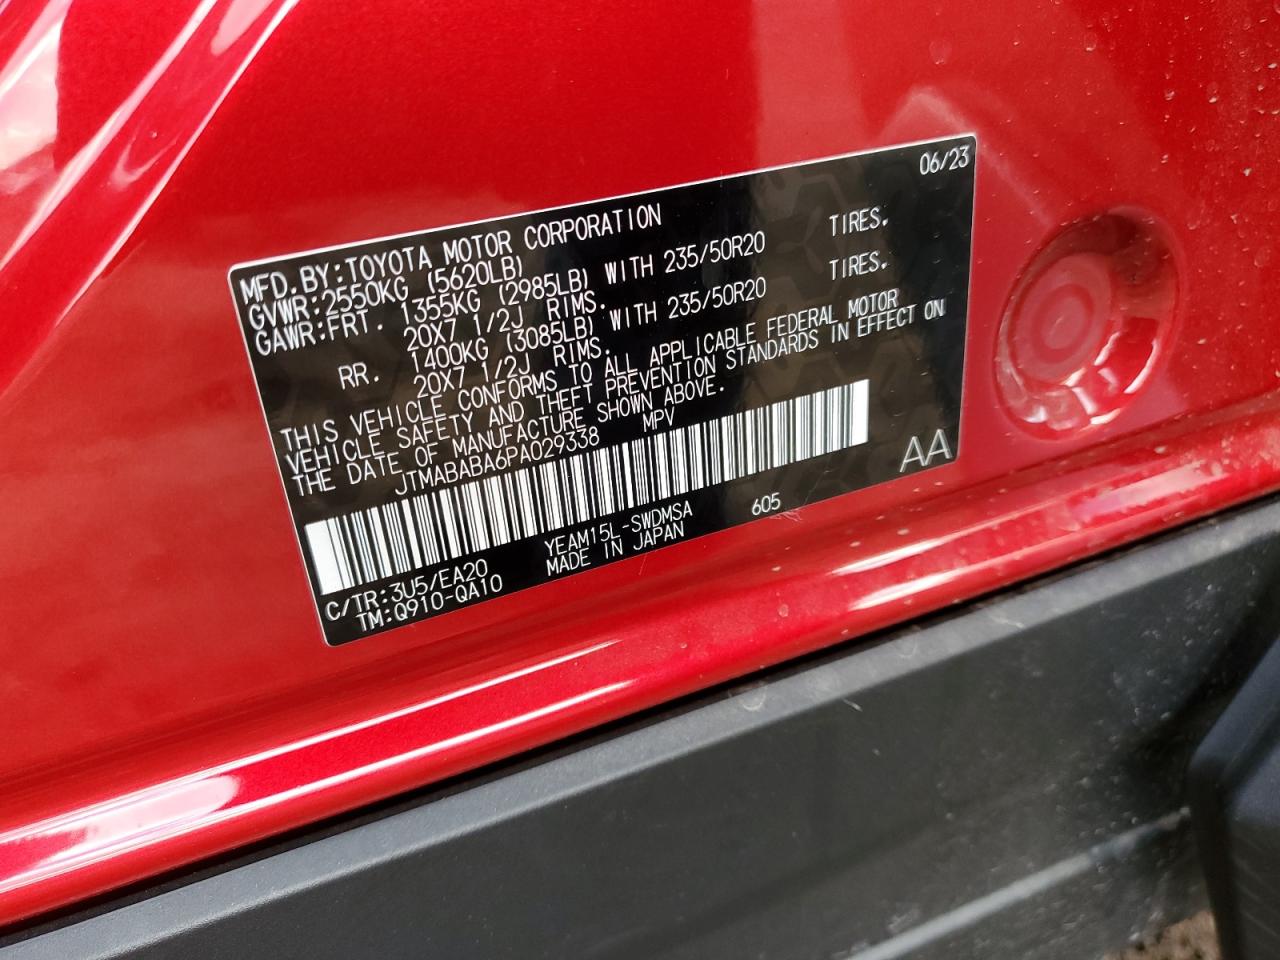 06/23
MFD.BY:TOYOTA MOTOR CORPORATION
GVWR:2550KG (5620LB)
GAWR:FRT. 1355KG (2985LB) WITH 235/50R20 TIRES.
20X7 1/2J RIMS.
RR. 1400KG (3085LB) WITH 235/50R20 TIRES.
20X7 1/2J RIMS.
THIS VEHICLE CONFORMS TO ALL APPLICABLE FEDERAL MOTOR
VEHICLE SAFETY AND THEFT PREVENTION STANDARDS IN EFFECT ON
THE DATE OF MANUFACTURE SHOWN ABOVE.
JTMABABA6PA029338 MPV
AA
C/TR:3U5/EA20 YEAM15L-SWDMSA 605
TM:Q910-QA10 MADE IN JAPAN